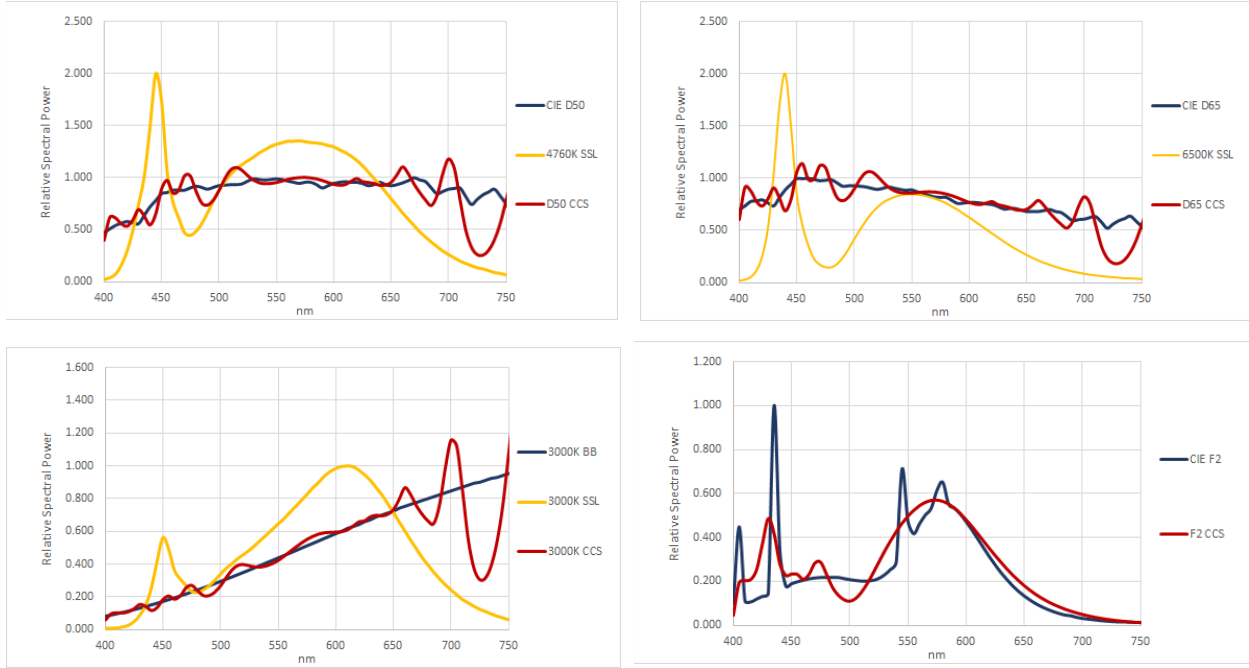 2.500
2.000
1.500
1.000
0.500
0.000
Relative Spectral Power
400 450 500 550 600 650 700 750
nm
CIE D50
4760K SSL
D50 CCS
2.500
2.000
1.500
1.000
0.500
0.000
Relative Spectral Power
400 450 500 550 600 650 700 750
nm
CIE D65
6500K SSL
D65 CCS
1.600
1.400
1.200
1.000
0.800
0.600
0.400
0.200
0.000
Relative Spectral Power
400 450 500 550 600 650 700 750
nm
3000K BB
3000K SSL
3000K CCS
1.200
1.000
0.800
0.600
0.400
0.200
0.000
Relative Spectral Power
400 450 500 550 600 650 700 750
nm
CIE F2
F2 CCS